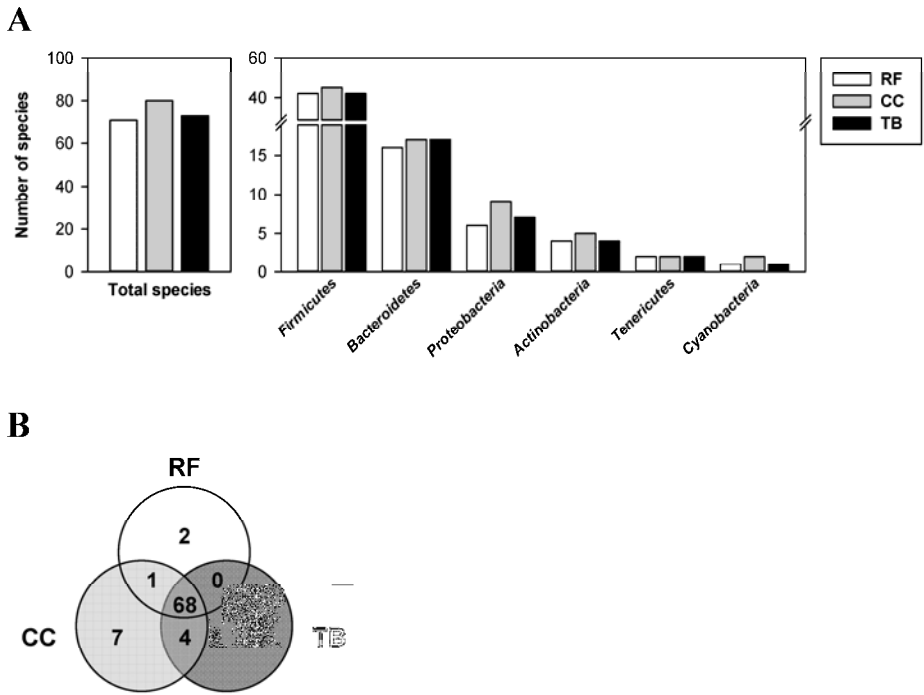 A
Number of species
100
80
60
40
20
0
Total species
60
40
15
10
5
0
Firmicutes
Bacteroidetes
Proteobacteria
Actinobacteria
Tenericutes
Cyanobacteria
RF
CC
TB
B
RF
2
1
0
68
CC
7
4
TB